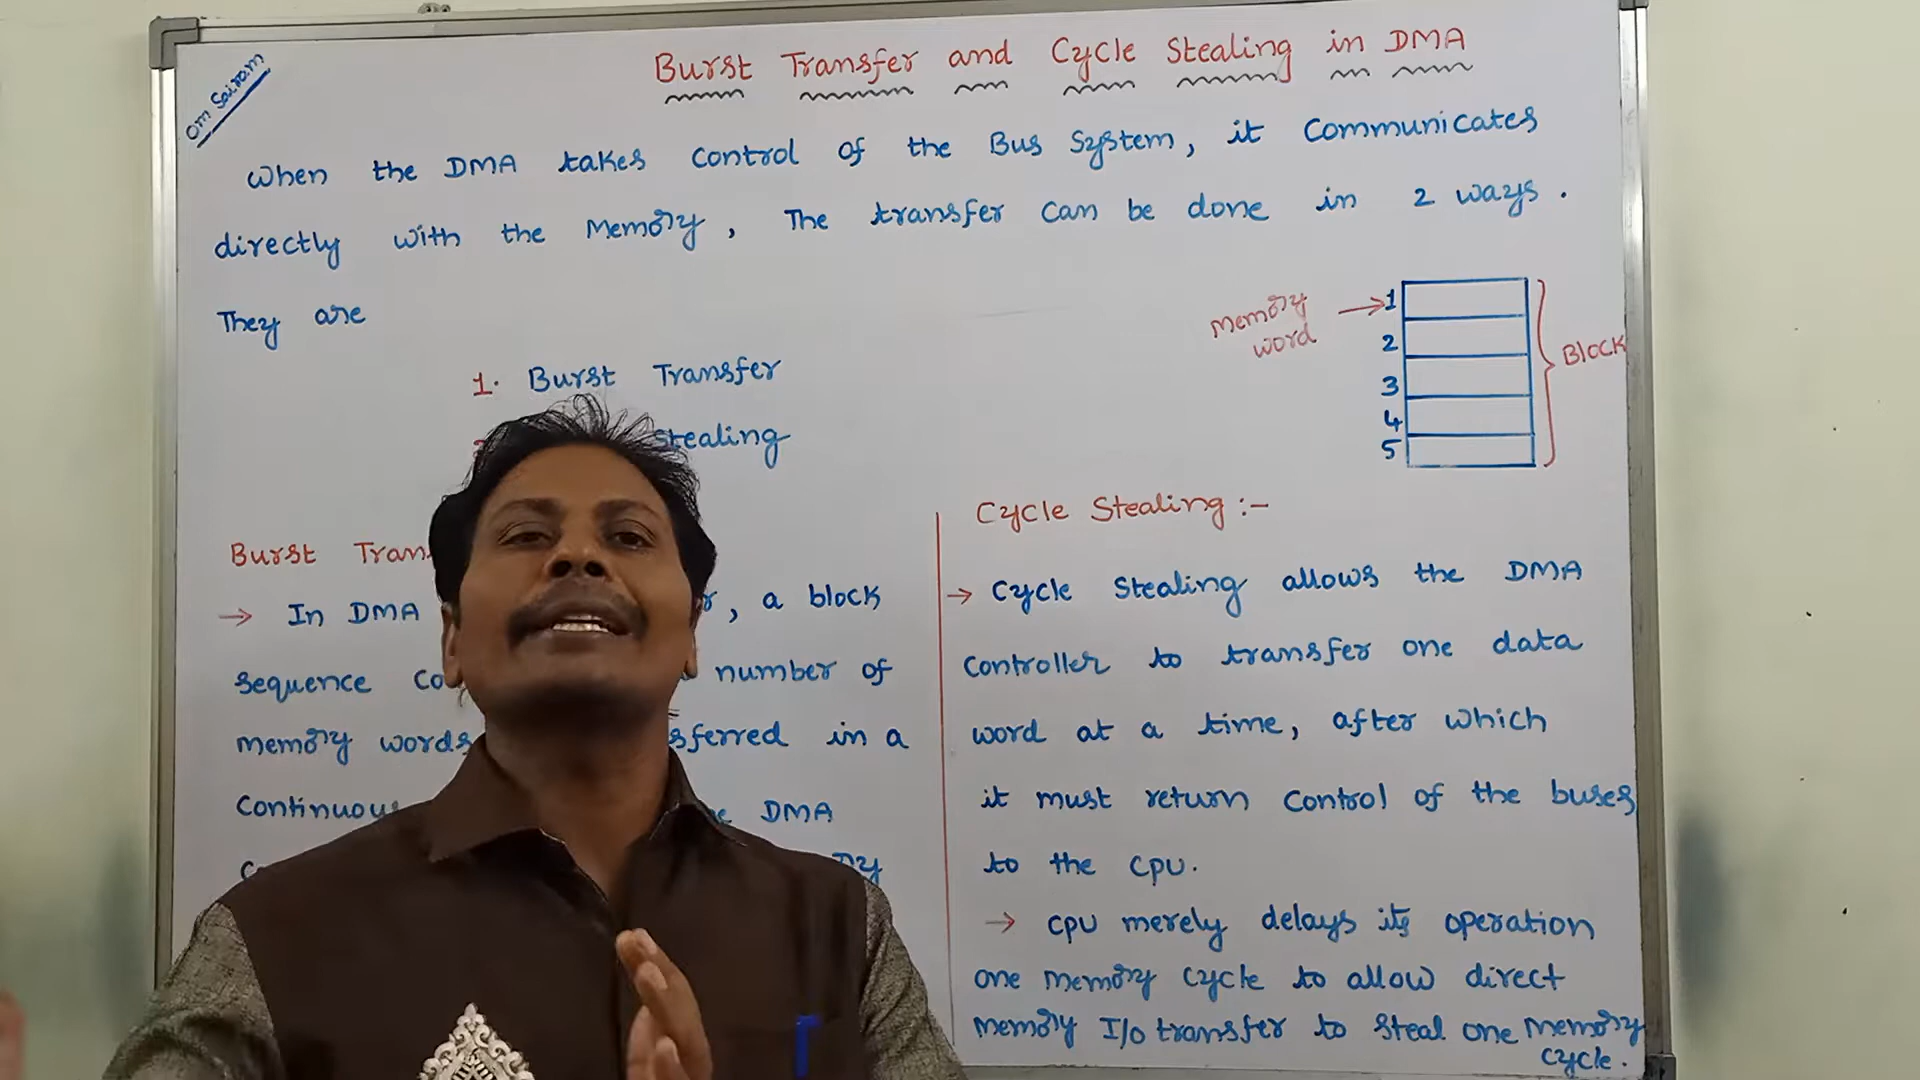 Om Sairam
Burst Transfer and Cycle Stealing in DMA
When the DMA takes control of the Bus System, it communicates
directly with the Memory, The transfer can be done in 2 ways.
They are
1. Burst Transfer
Stealing
Memory
word
1
2
3
4
5
Block
Burst
→ In DMA , a block
sequence number of
memory words in a
DMA
Cycle Stealing :-
→ Cycle Stealing allows the DMA
controller to transfer one data
word at a time, after which
it must return control of the buses
to the CPU.
→ CPU merely delays its operation
one memory cycle to allow direct
memory I/O transfer to steal one memory
cycle.